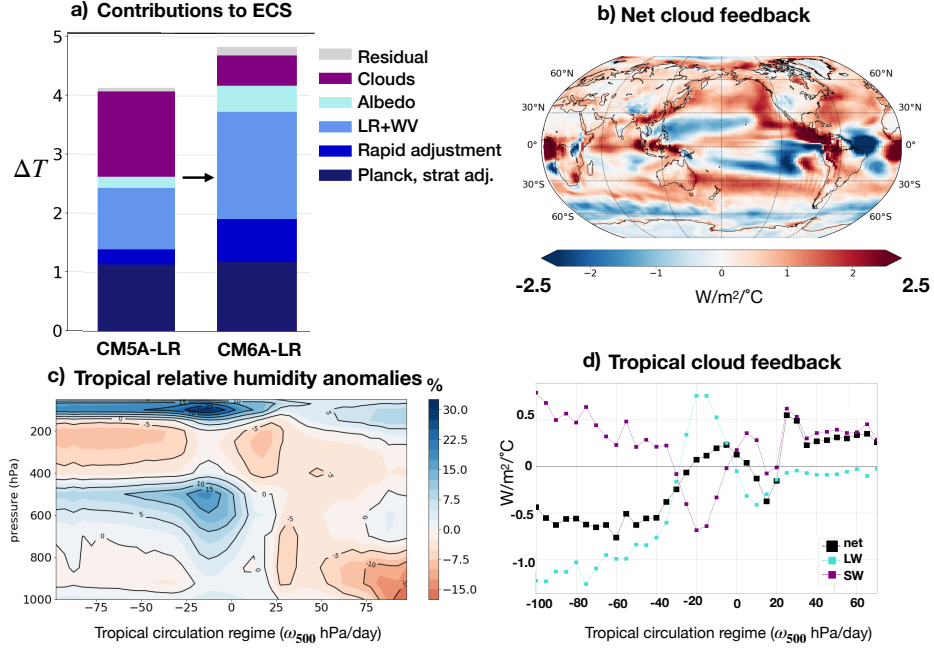 a) Contributions to ECS
5
4
3
2
1
0
ΔT
CM5A-LR
CM6A-LR
Residual
Clouds
Albedo
LR+WV
Rapid adjustment
Planck, strat adj.
b) Net cloud feedback
60°N 60°N
30°N 30°N
0° 0°
30°S 30°S
60°S 60°S
-2.5 −2 −1 0 1 2 2.5
W/m²/˚C
c) Tropical relative humidity anomalies %
200
400
600
800
1000
pressure (hPa)
−75 −50 −25 0 25 50 75
Tropical circulation regime (ω500 hPa/day)
30.0
22.5
15.0
7.5
0.0
−7.5
−15.0
d) Tropical cloud feedback
0.5
0
-0.5
-1.0
W/m²/˚C
-100 -80 -60 -40 -20 0 20 40 60
net
LW
SW
Tropical circulation regime (ω500 hPa/day)